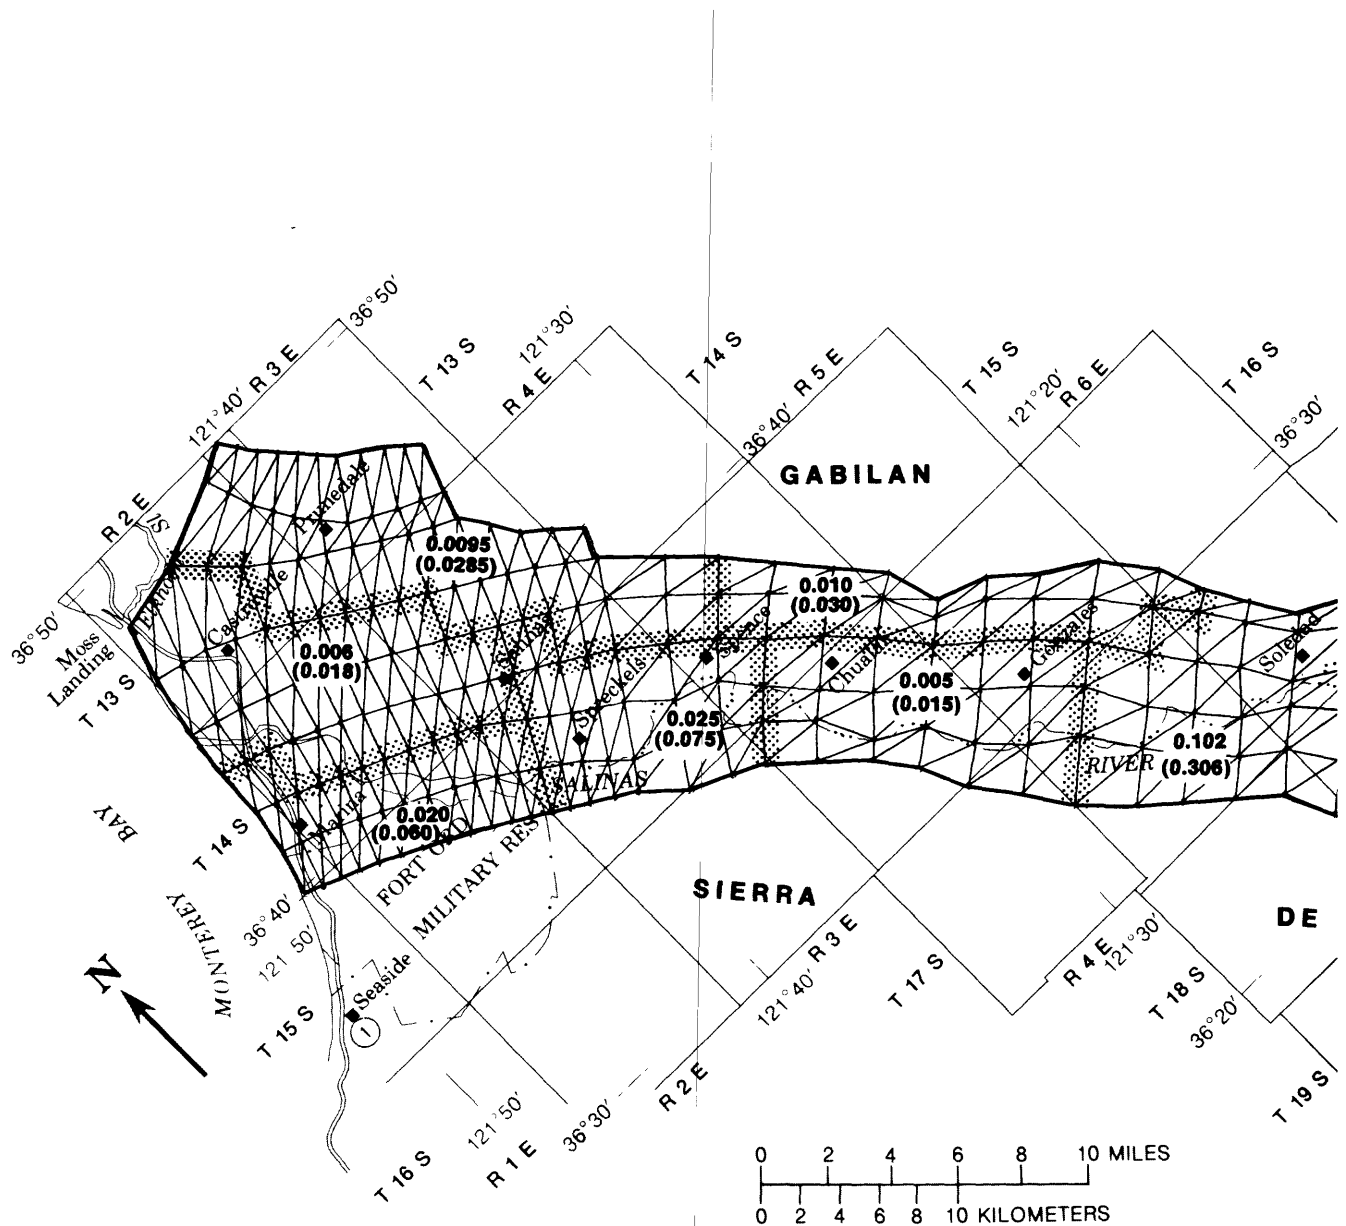 36°50′
121°30′
R 3 E
T 13 S
R 4 E
T 14 S
R 5 E
T 15 S
121°20′
R 6 E
T 16 S
121°40′
36°40′
36°30′
R 2 E
GABILAN
Prunedale
0.0095
(0.0285)
0.010
(0.030)
36°50′
Moss
Landing
Castroville
Salinas
Spence
Gonzales
Soledad
T 13 S
0.006
(0.018)
Spreckels
Chualar
0.005
(0.015)
0.025
(0.075)
0.102
(0.306)
RIVER
SALINAS
Marina
0.020
(0.060)
BAY
T 14 S
FORT ORD
MILITARY RES
SIERRA
DE
MONTEREY
36°40′
121°50′
N
Seaside
1
T 15 S
R 3 E
121°40′
T 17 S
R 4 E
121°30′
T 18 S
36°20′
T 19 S
R 2 E
36°30′
121°50′
R 1 E
T 16 S
0 2 4 6 8 10 MILES
0 2 4 6 8 10 KILOMETERS